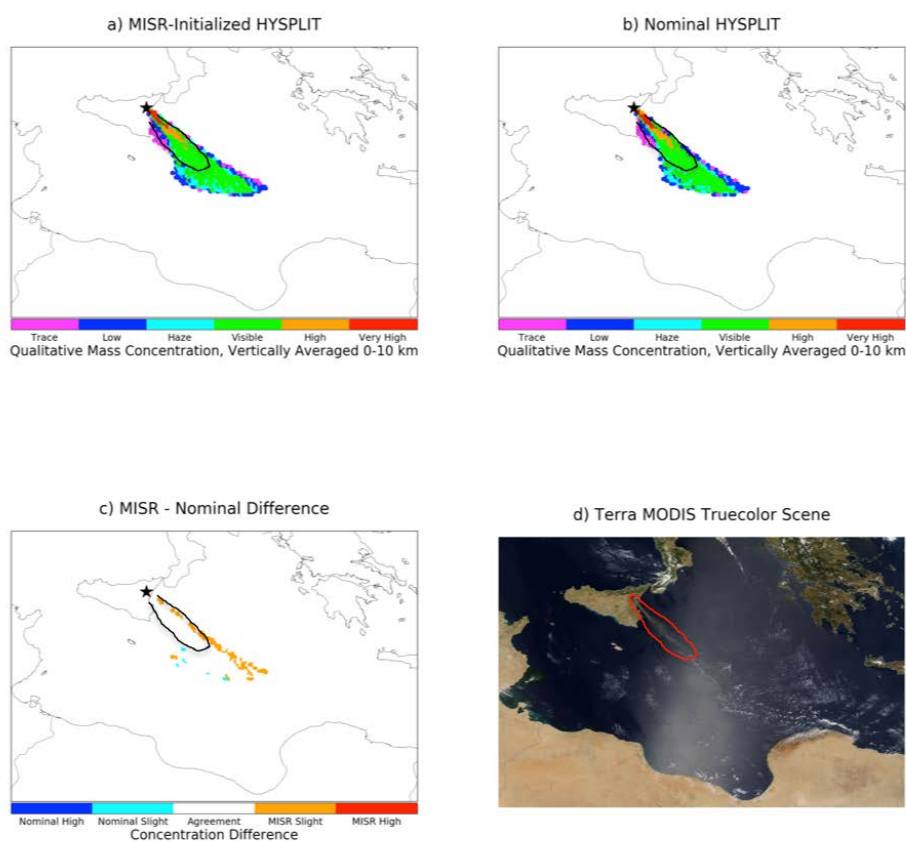 a) MISR-Initialized HYSPLIT
b) Nominal HYSPLIT
Trace Low Haze Visible High Very High
Qualitative Mass Concentration, Vertically Averaged 0-10 km
Trace Low Haze Visible High Very High
Qualitative Mass Concentration, Vertically Averaged 0-10 km
c) MISR - Nominal Difference
d) Terra MODIS Truecolor Scene
Nominal High Nominal Slight Agreement MISR Slight MISR High
Concentration Difference